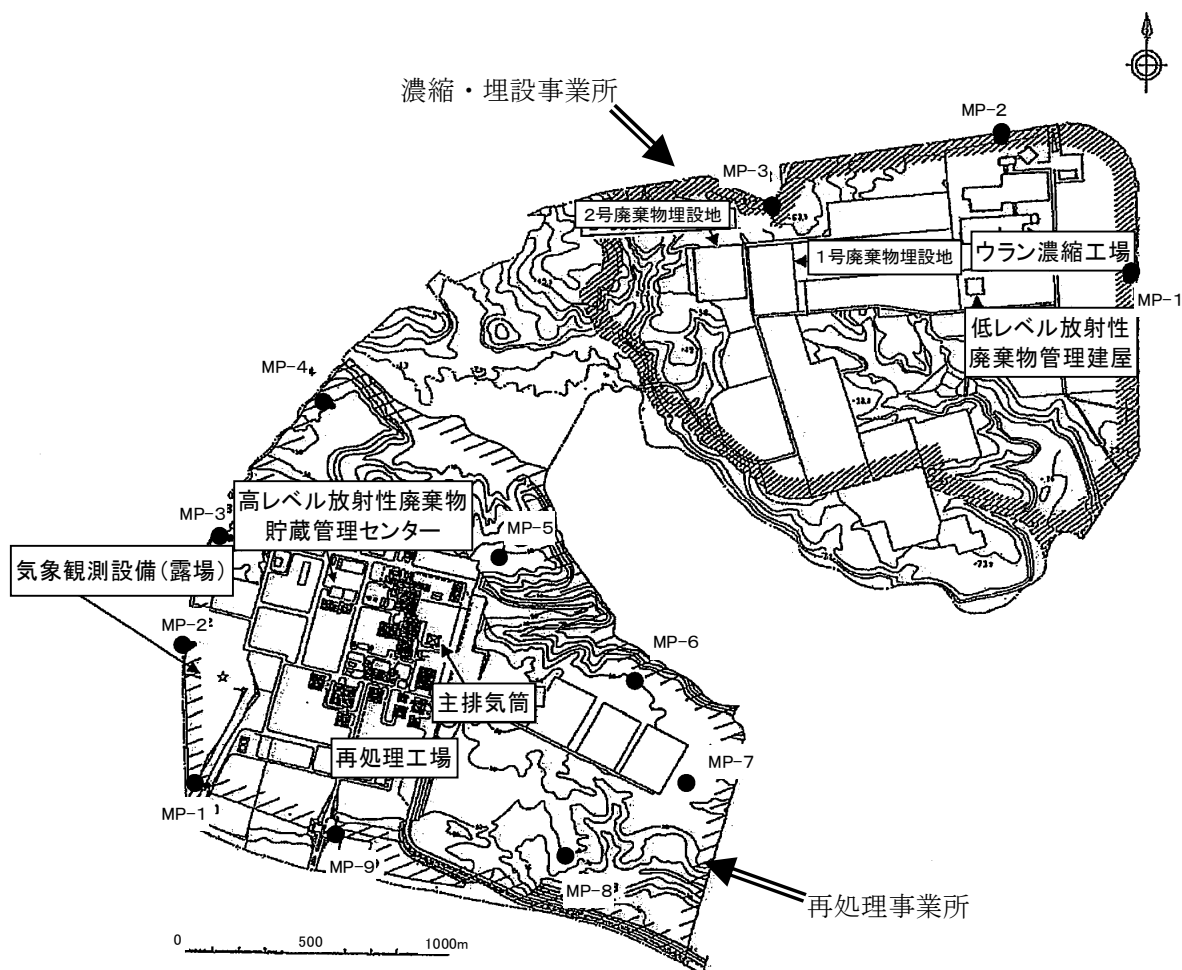 濃縮・埋設事業所
MP-2
MP-3
2号廃棄物埋設地
1号廃棄物埋設地
ウラン濃縮工場
MP-1
低レベル放射性
廃棄物管理建屋
MP-4
高レベル放射性廃棄物
貯蔵管理センター
MP-3
MP-5
気象観測設備(露場)
MP-2
MP-6
主排気筒
再処理工場
MP-7
MP-1
MP-9
MP-8
再処理事業所
0 500 1000m